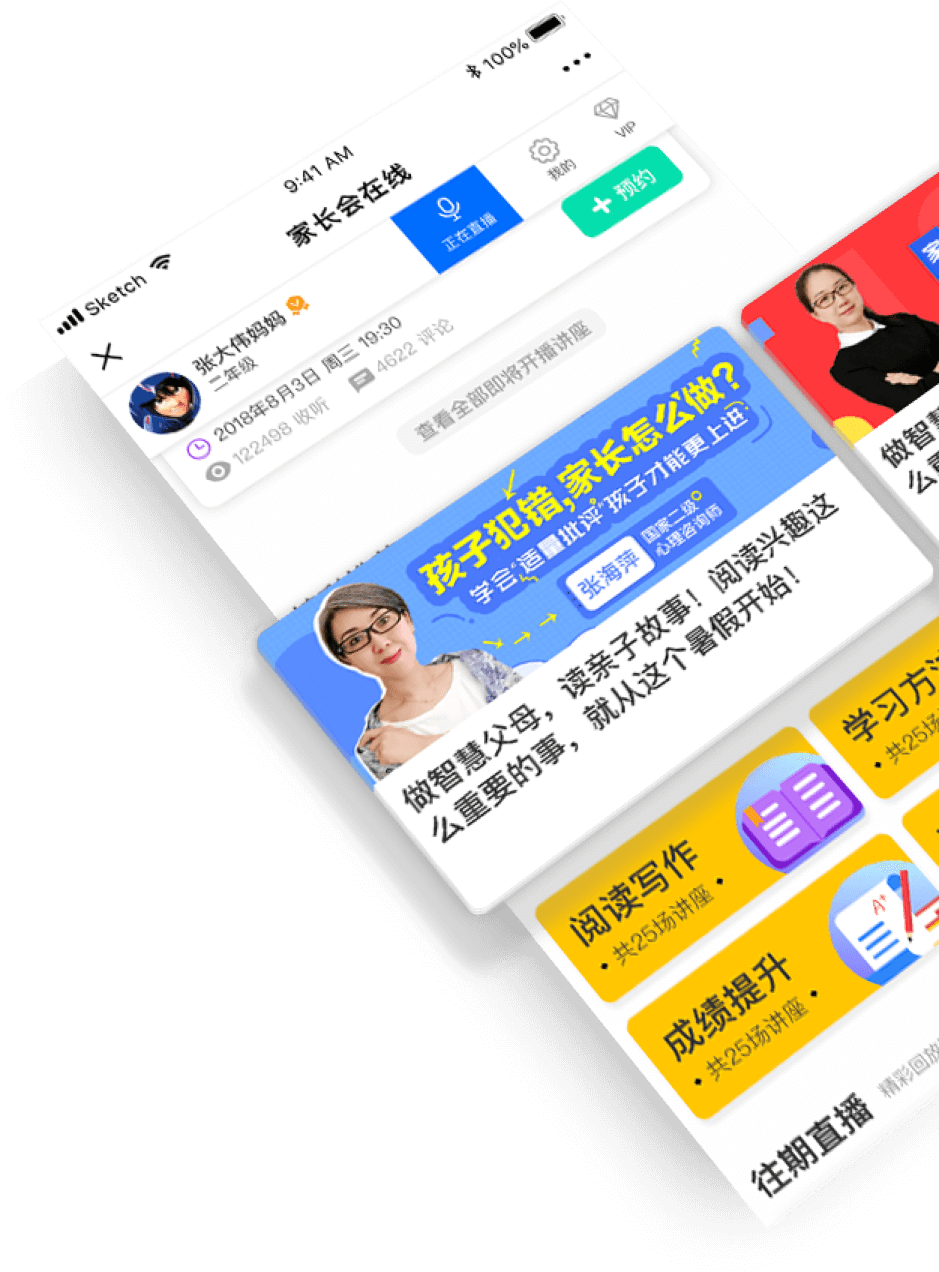 Sketch
9:41 AM
100%
家长会在线
正在直播
我的
VIP
张大伟妈妈
二年级
+ 预约
2018年8月3日 周三 19:30
122498 收听
4622 评论
查看全部即将开播讲座
孩子犯错,家长怎么做?
学会“适量批评”孩子才能更上进
张海萍
国家二级
心理咨询师
做智慧父母，读亲子故事！阅读兴趣这
么重要的事，就从这个暑假开始！
家
做智慧
么重
阅读写作
·共25场讲座·
学习方
·共25场
成绩提升
·共25场讲座·
A+
往期直播
精彩回放